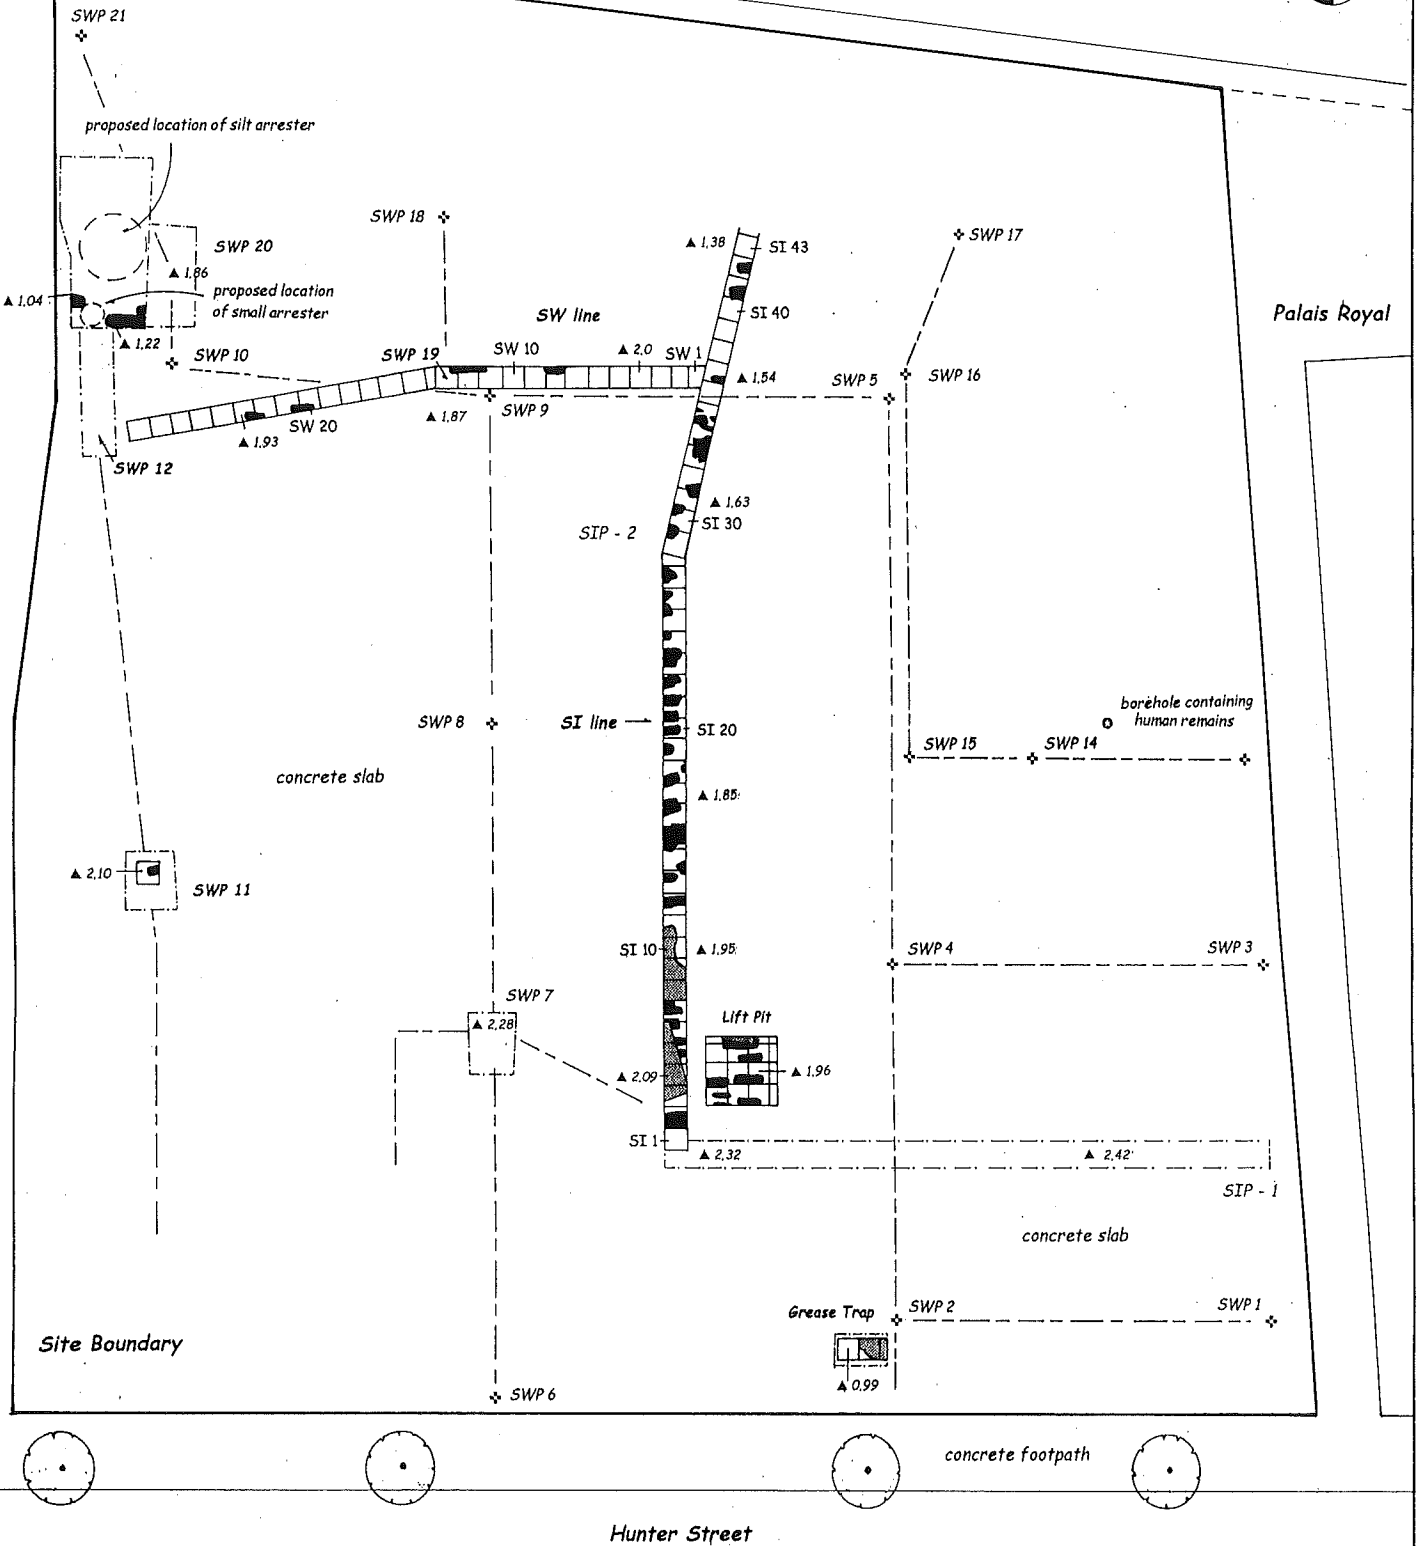 SWP 21
proposed location of silt arrester
SWP 18
SWP 20
▲ 1.38
SI 43
SWP 17
▲ 1.86
▲ 1.04
proposed location
of small arrester
SW line
SI 40
Palais Royal
▲ 1.22
SWP 10
SWP 19
SW 10
▲ 2.0
SW 1
▲ 1.54
SWP 5
SWP 16
▲ 1.87
SWP 9
SW 20
▲ 1.93
SWP 12
▲ 1.63
SI 30
SIP - 2
borehole containing
human remains
SWP 8
SI line
SI 20
SWP 15
SWP 14
concrete slab
▲ 1.85
▲ 2.10
SWP 11
SI 10
▲ 1.95
SWP 4
SWP 3
SWP 7
▲ 2.28
Lift Pit
▲ 2.09
▲ 1.96
SI 1
▲ 2.32
▲ 2.42
SIP - 1
concrete slab
Grease Trap
SWP 2
SWP 1
Site Boundary
▲ 0.99
SWP 6
concrete footpath
Hunter Street